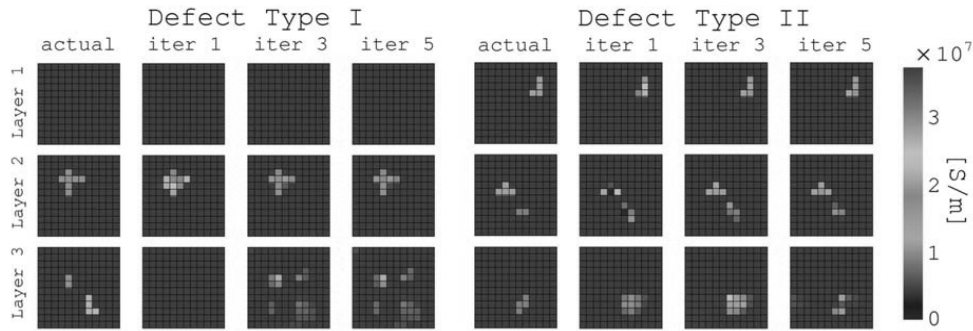 Defect Type I
Defect Type II
actual iter 1 iter 3 iter 5
actual iter 1 iter 3 iter 5
Layer 1
Layer 2
Layer 3
×10⁷
3
2
1
0
[S/m]